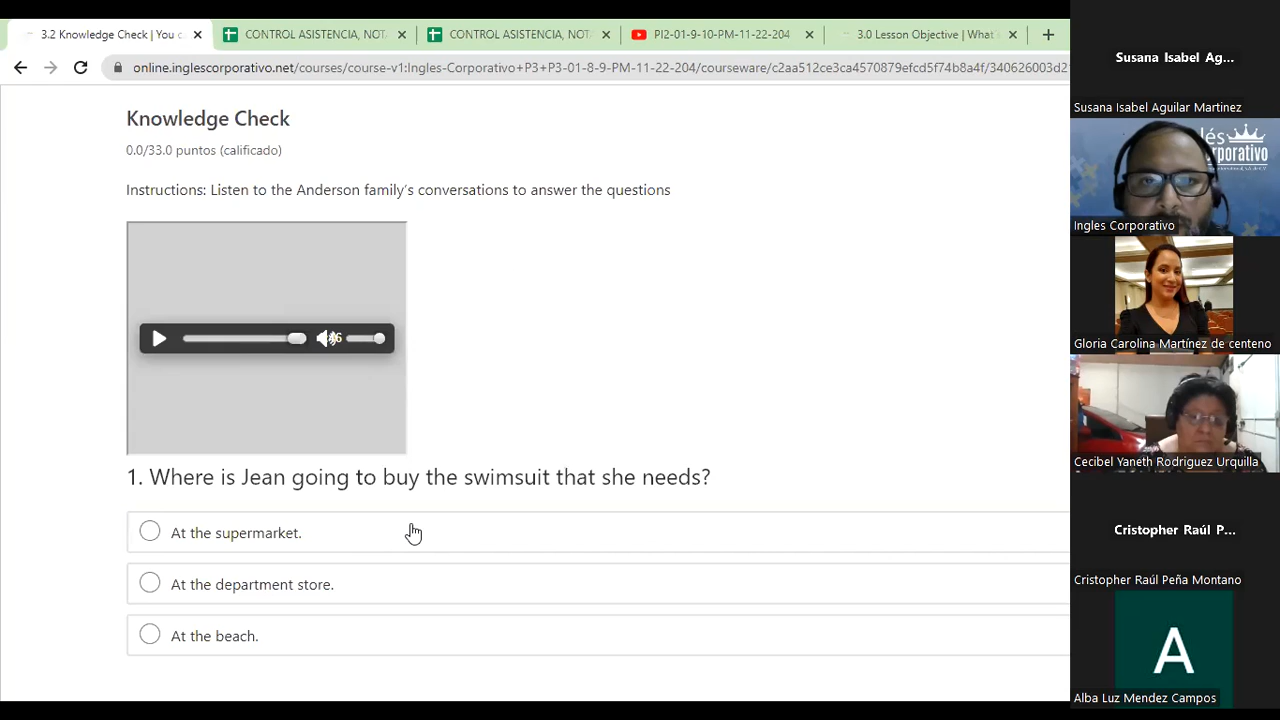 3.2 Knowledge Check | You c
CONTROL ASISTENCIA, NOT
CONTROL ASISTENCIA, NOT
PI2-01-9-10-PM-11-22-204
3.0 Lesson Objective | What's
online.inglescorporativo.net/courses/course-v1:Ingles-Corporativo+P3+P3-01-8-9-PM-11-22-204/courseware/c2aa512ce3ca4570879efcd5f74b8a4f/340626003d2
Knowledge Check
0.0/33.0 puntos (calificado)
Instructions: Listen to the Anderson family's conversations to answer the questions
1. Where is Jean going to buy the swimsuit that she needs?
At the supermarket.
At the department store.
At the beach.
Susana Isabel Ag...
Susana Isabel Aguilar Martinez
Ingles Corporativo
Gloria Carolina Martínez de centeno
Cecibel Yaneth Rodriguez Urquilla
Cristopher Raúl P...
Cristopher Raúl Peña Montano
A
Alba Luz Mendez Campos